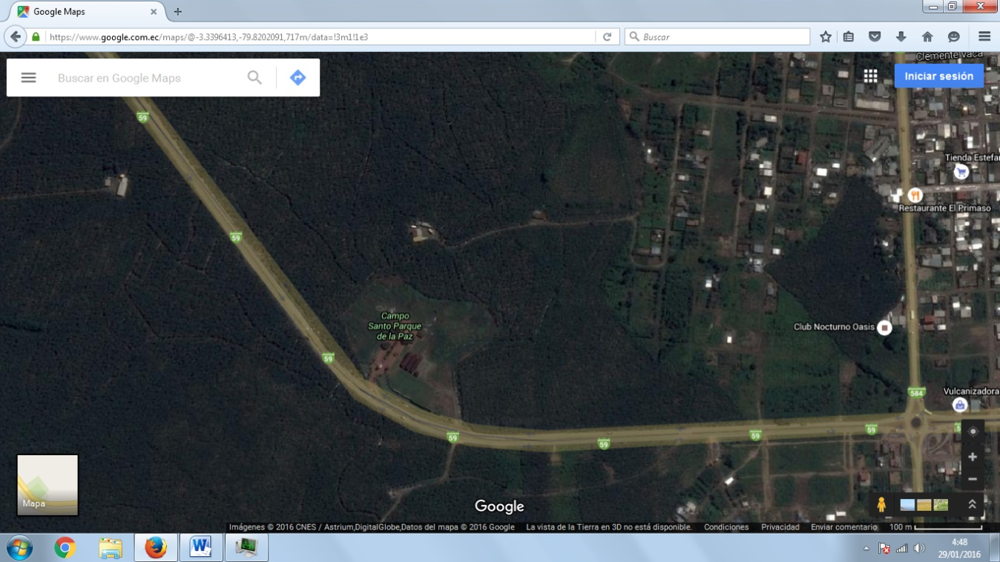 Google Maps
https://www.google.com.ec/maps/@-3.3396413,-79.8202091,717m/data=!3m1!1e3
Buscar
Clemente Vaca
Buscar en Google Maps
Iniciar sesión
59
Tienda Estefan
59
Restaurante El Primaso
Campo
Santo Parque
de la Paz
Club Nocturno Oasis
59
584
Vulcanizadora
59
59
59
59
Mapa
Google
Imágenes © 2016 CNES / Astrium,DigitalGlobe,Datos del mapa © 2016 Google La vista de la Tierra en 3D no está disponible. Condiciones Privacidad Enviar comentario 100 m
4:48
29/01/2016